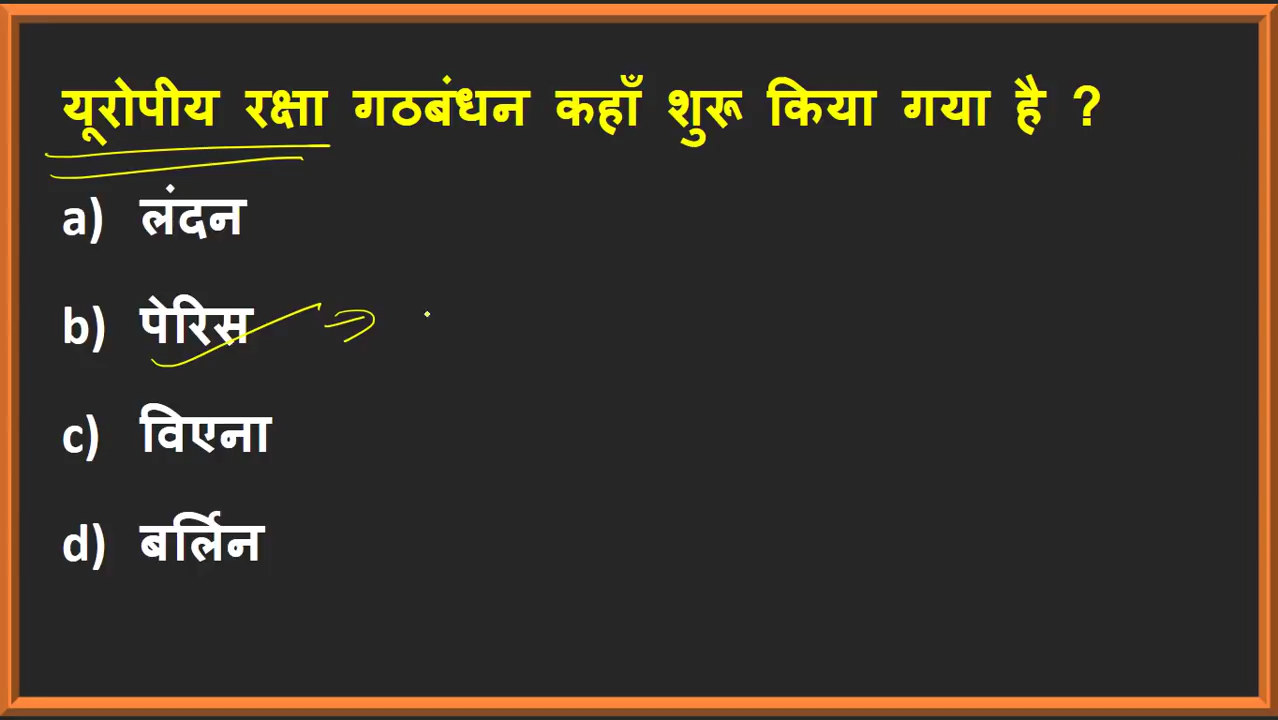 यूरोपीय रक्षा गठबंधन कहाँ शुरू किया गया है ?
a) लंदन
b) पेरिस
c) विएना
d) बर्लिन